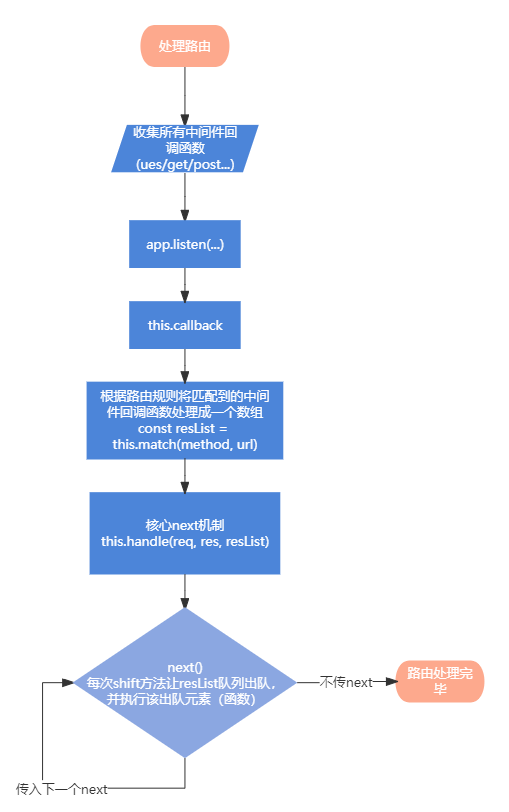 处理路由
收集所有中间件回
调函数
（ues/get/post...）
app.listen(...)
this.callback
根据路由规则将匹配到的中间
件回调函数处理成一个数组
const resList =
this.match(method, url)
核心next机制
this.handle(req, res, resList)
next()
每次shift方法让resList队列出队，
并执行该出队元素（函数）
不传next
路由处理完
毕
传入下一个next